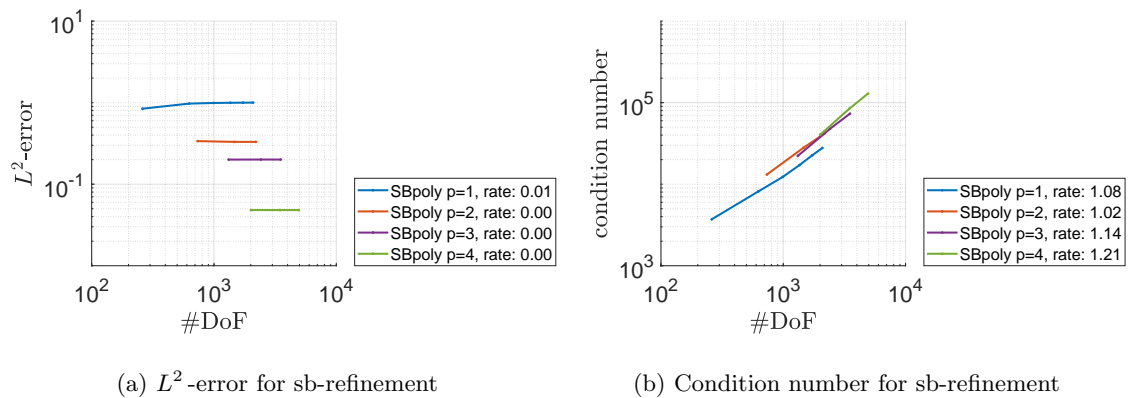 10^1
10^-1
L^2-error
10^2
10^3
10^4
#DoF
SBpoly p=1, rate: 0.01
SBpoly p=2, rate: 0.00
SBpoly p=3, rate: 0.00
SBpoly p=4, rate: 0.00
(a) L^2-error for sb-refinement
10^5
10^3
condition number
10^2
10^3
10^4
#DoF
SBpoly p=1, rate: 1.08
SBpoly p=2, rate: 1.02
SBpoly p=3, rate: 1.14
SBpoly p=4, rate: 1.21
(b) Condition number for sb-refinement